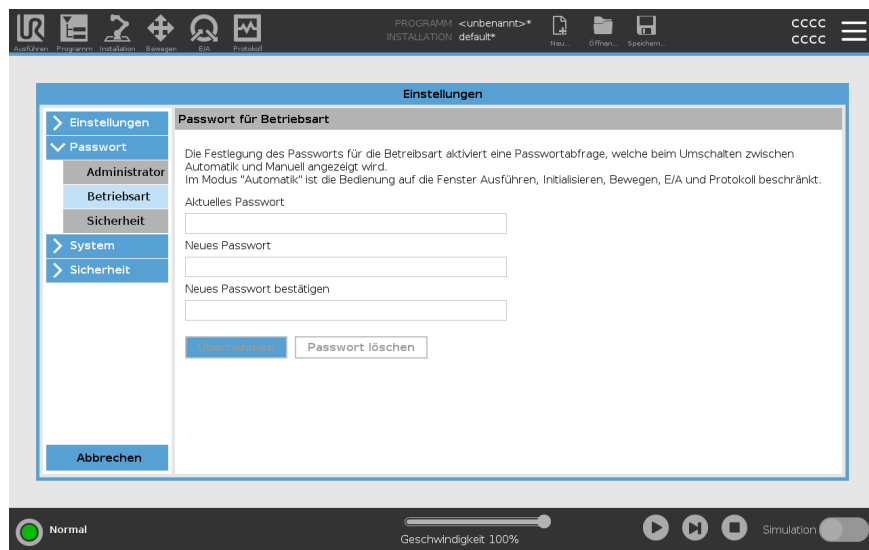 PROGRAMM <unbenannt>*
INSTALLATION default*
cccc
cccc
Ausführen Programm Installation Bewegen E/A Protokoll Neu... Öffnen... Speichern...
Einstellungen
Einstellungen
Passwort
Administrator
Betriebsart
Sicherheit
System
Sicherheit
Abbrechen
Passwort für Betriebsart
Die Festlegung des Passworts für die Betreibsart aktiviert eine Passwortabfrage, welche beim Umschalten zwischen
Automatik und Manuell angezeigt wird.
Im Modus "Automatik" ist die Bedienung auf die Fenster Ausführen, Initialisieren, Bewegen, E/A und Protokoll beschränkt.
Aktuelles Passwort
Neues Passwort
Neues Passwort bestätigen
Übernehmen Passwort löschen
Normal
Geschwindigkeit 100%
Simulation